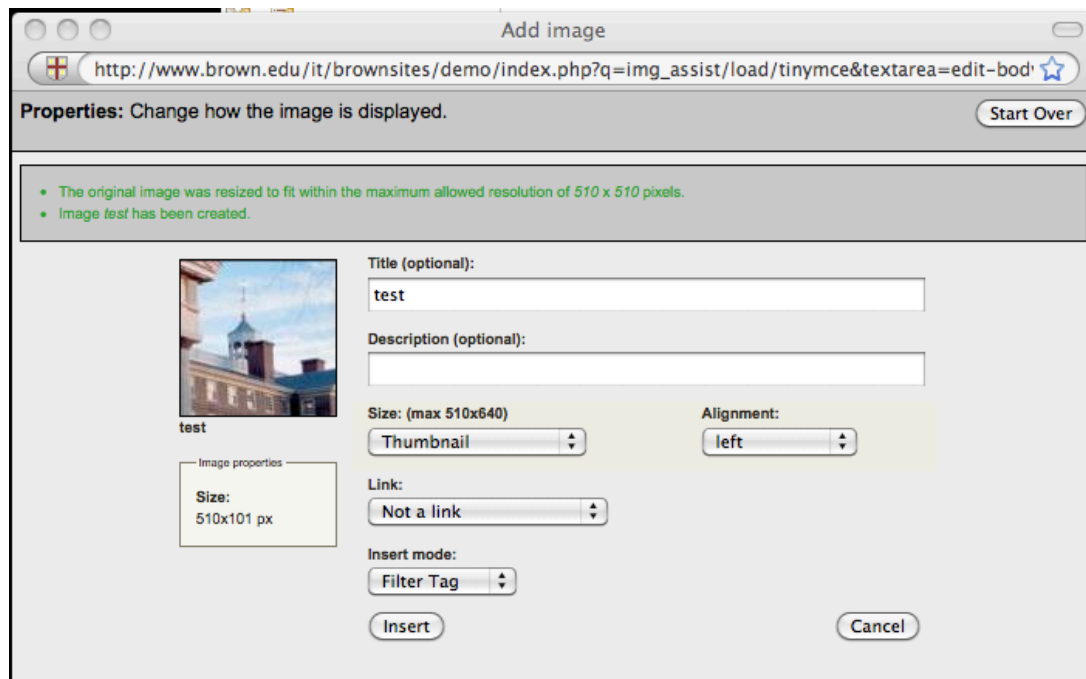 Add image
http://www.brown.edu/it/brownsites/demo/index.php?q=img_assist/load/tinymce&textarea=edit-body
Properties: Change how the image is displayed.
Start Over
The original image was resized to fit within the maximum allowed resolution of 510 x 510 pixels.
Image test has been created.
test
Image properties
Size:
510x101 px
Title (optional):
test
Description (optional):
Size: (max 510x640)
Alignment:
Thumbnail
left
Link:
Not a link
Insert mode:
Filter Tag
Insert
Cancel